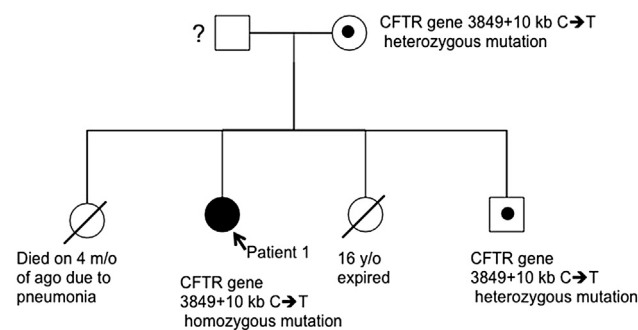 ?
CFTR gene 3849+10 kb C→T
heterozygous mutation
Died on 4 m/o
of ago due to
pneumonia
Patient 1
CFTR gene
3849+10 kb C→T
homozygous mutation
16 y/o
expired
CFTR gene
3849+10 kb C→T
heterozygous mutation